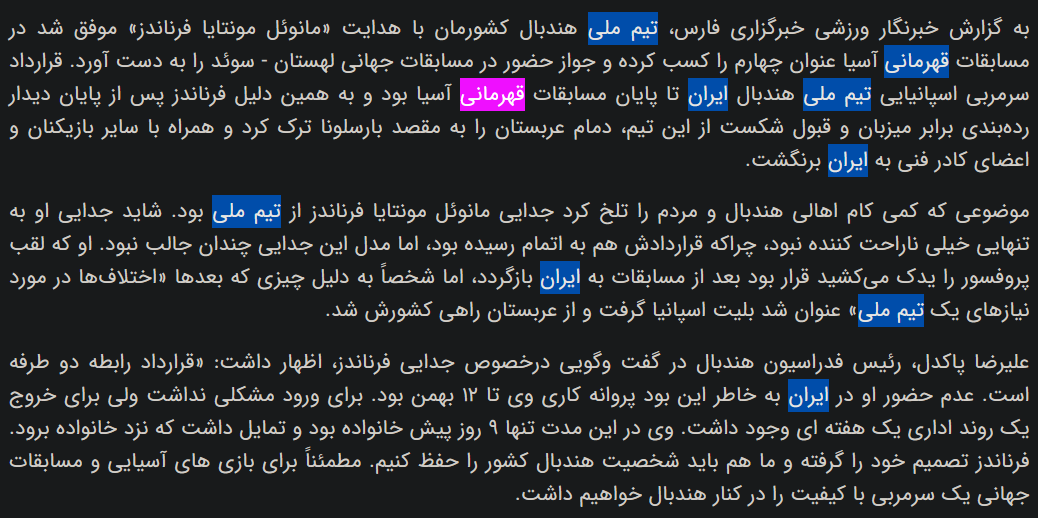 به گزارش خبرنگار ورزشی خبرگزاری فارس، تیم ملی هندبال کشورمان با هدایت «مانوئل مونتایا فرناندز» موفق شد در
مسابقات قهرمانی آسیا عنوان چهارم را کسب کرده و جواز حضور در مسابقات جهانی لهستان - سوئد را به دست آورد. قرارداد
سرمربی اسپانیایی تیم ملی هندبال ایران تا پایان مسابقات قهرمانی آسیا بود و به همین دلیل فرناندز پس از پایان دیدار
رده‌بندی برابر میزبان و قبول شکست از این تیم، دمام عربستان را به مقصد بارسلونا ترک کرد و همراه با سایر بازیکنان و
اعضای کادر فنی به ایران برنگشت.
موضوعی که کمی کام اهالی هندبال و مردم را تلخ کرد جدایی مانوئل مونتایا فرناندز از تیم ملی بود. شاید جدایی او به
تنهایی خیلی ناراحت کننده نبود، چراکه قراردادش هم به اتمام رسیده بود، اما مدل این جدایی چندان جالب نبود. او که لقب
پروفسور را یدک می‌کشید قرار بود بعد از مسابقات به ایران بازگردد، اما شخصاً به دلیل چیزی که بعدها «اختلاف‌ها در مورد
نیازهای یک تیم ملی» عنوان شد بلیت اسپانیا گرفت و از عربستان راهی کشورش شد.
علیرضا پاکدل، رئیس فدراسیون هندبال در گفت وگویی درخصوص جدایی فرناندز، اظهار داشت: «قرارداد رابطه دو طرفه
است. عدم حضور او در ایران به خاطر این بود پروانه کاری وی تا ۱۲ بهمن بود. برای ورود مشکلی نداشت ولی برای خروج
یک روند اداری یک هفته ای وجود داشت. وی در این مدت تنها ۹ روز پیش خانواده بود و تمایل داشت که نزد خانواده برود.
فرناندز تصمیم خود را گرفته و ما هم باید شخصیت هندبال کشور را حفظ کنیم. مطمئناً برای بازی های آسیایی و مسابقات
جهانی یک سرمربی با کیفیت را در کنار هندبال خواهیم داشت.